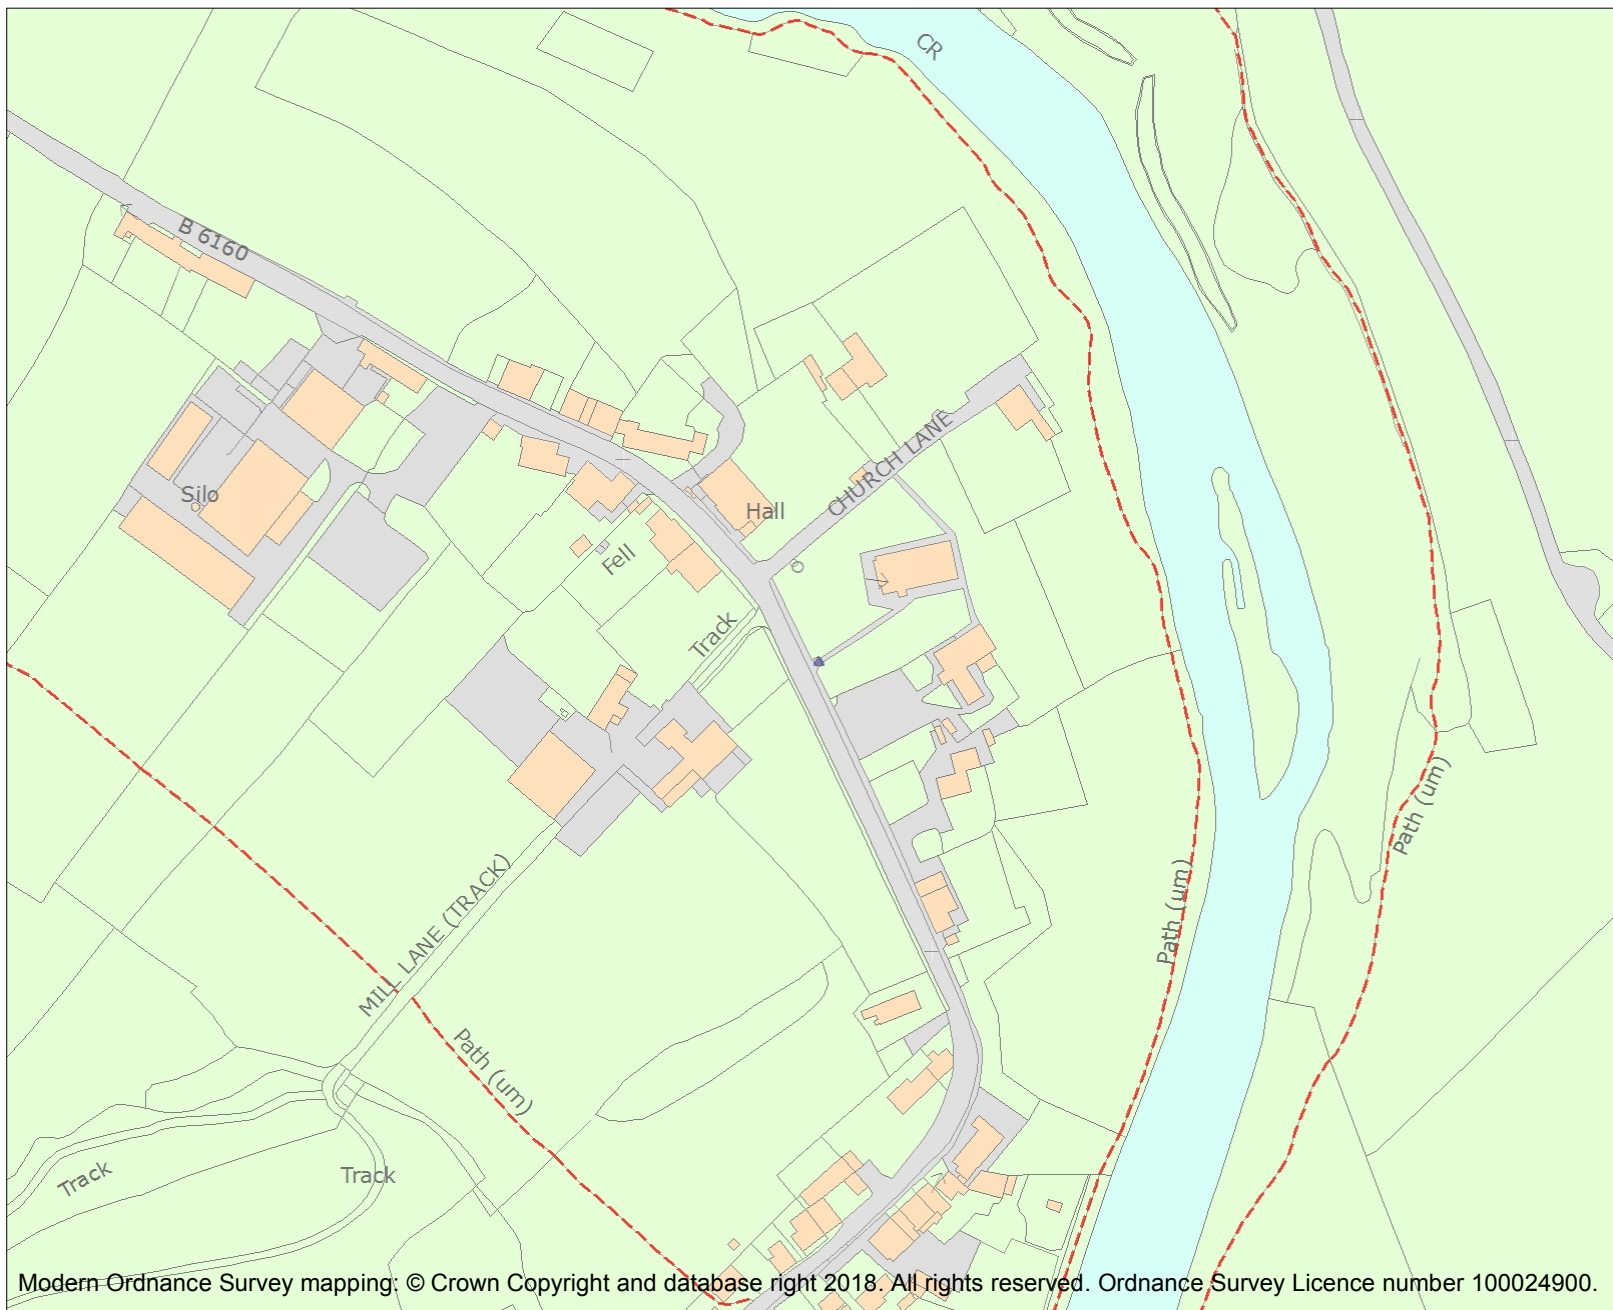 CR
B 6160
CHURCH LANE
Silo
Hall
Fell
Track
Path (um)
MILL LANE (TRACK)
Path (um)
Path (um)
Track
Track
Modern Ordnance Survey mapping: © Crown Copyright and database right 2018. All rights reserved. Ordnance Survey Licence number 100024900.